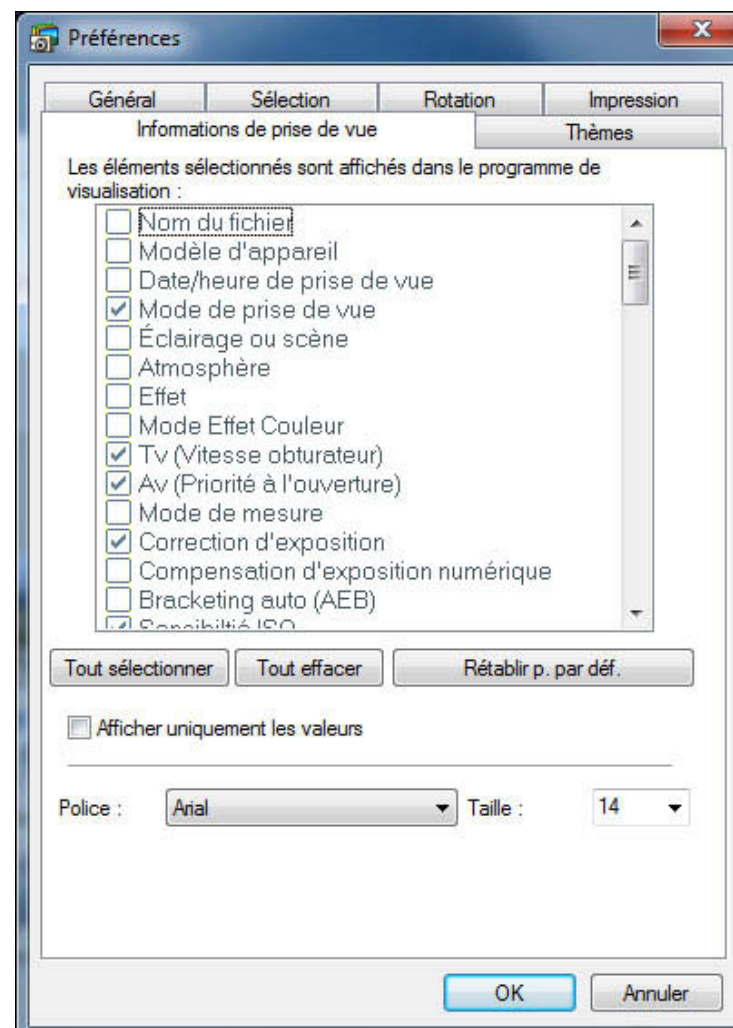 Préférences
Général Sélection Rotation Impression
Informations de prise de vue Thèmes
Les éléments sélectionnés sont affichés dans le programme de
visualisation :
Nom du fichier
Modèle d'appareil
Date/heure de prise de vue
Mode de prise de vue
Éclairage ou scène
Atmosphère
Effet
Mode Effet Couleur
Tv (Vitesse obturateur)
Av (Priorité à l'ouverture)
Mode de mesure
Correction d'exposition
Compensation d'exposition numérique
Bracketing auto (AEB)
Sensibiltié ISO
Tout sélectionner Tout effacer Rétablir p. par déf.
Afficher uniquement les valeurs
Police : Arial Taille : 14
OK Annuler